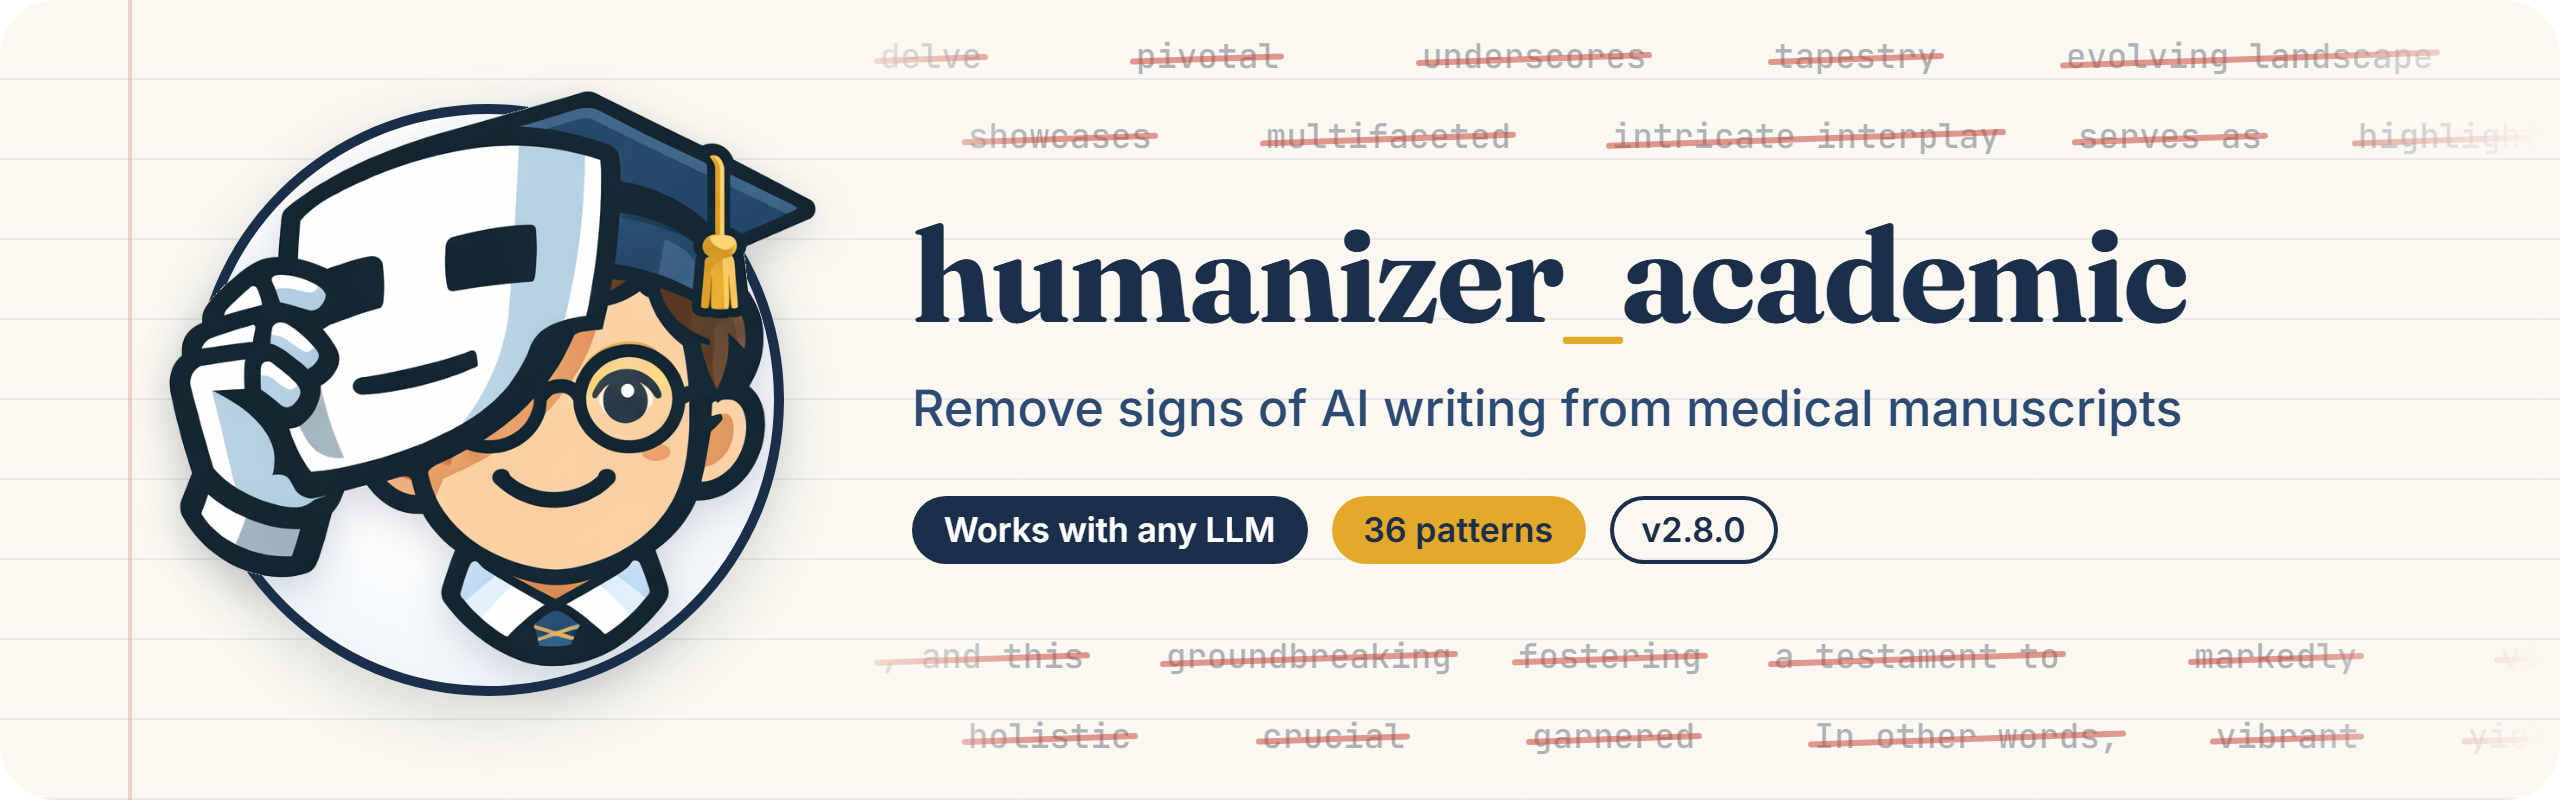 delve pivotal underscores tapestry evolving landscape
showcases multifaceted intricate interplay serves as
humanizer_academic
Remove signs of AI writing from medical manuscripts
Works with any LLM 36 patterns v2.8.0
, and this groundbreaking fostering a testament to markedly
holistic crucial garnered In other words, vibrant